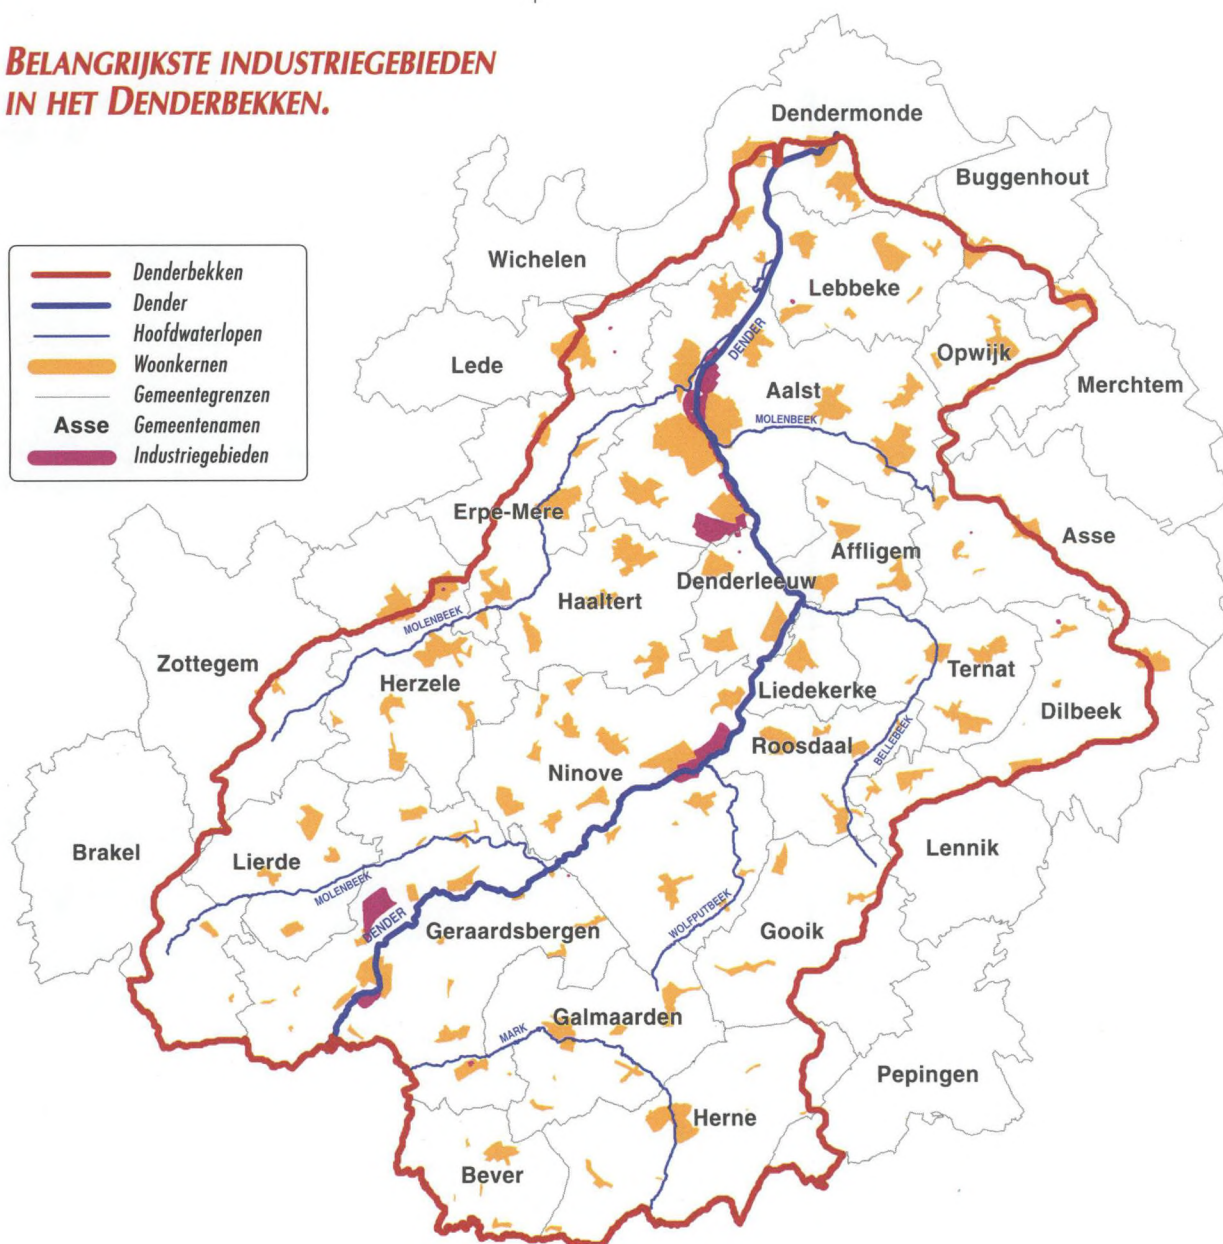 BELANGRIJKSTE INDUSTRIEGEBIEDEN
IN HET DENDERBEKKEN.
Denderbekken
Dender
Hoofdwaterlopen
Woonkernen
Gemeentegrenzen
Asse Gemeentenamen
Industriegebieden
Dendermonde
Buggenhout
Wichelen
Lebbeke
DENDER
Opwijk
Lede
Merchtem
Aalst
MOLENBEEK
Erpe-Mere
Asse
Affligem
Denderleeuw
Haaltert
MOLENBEEK
Zottegem
Ternat
Herzele
Liedekerke
Dilbeek
BELLEBEEK
Roosdaal
Ninove
Brakel
Lierde
Lennik
MOLENBEEK
WOLFPUTBEEK
DENDER
Geraardsbergen
Gooik
Galmaarden
MARK
Pepingen
Herne
Bever